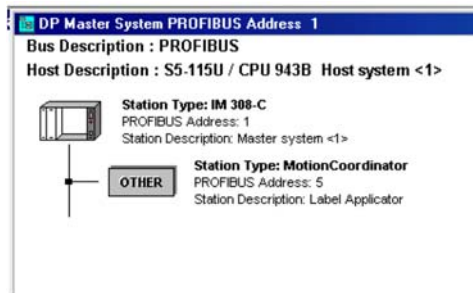 DP Master System PROFIBUS Address 1
Bus Description : PROFIBUS
Host Description : S5-115U / CPU 943B Host system <1>
Station Type: IM 308-C
PROFIBUS Address: 1
Station Description: Master system <1>
OTHER
Station Type: MotionCoordinator
PROFIBUS Address: 5
Station Description: Label Applicator